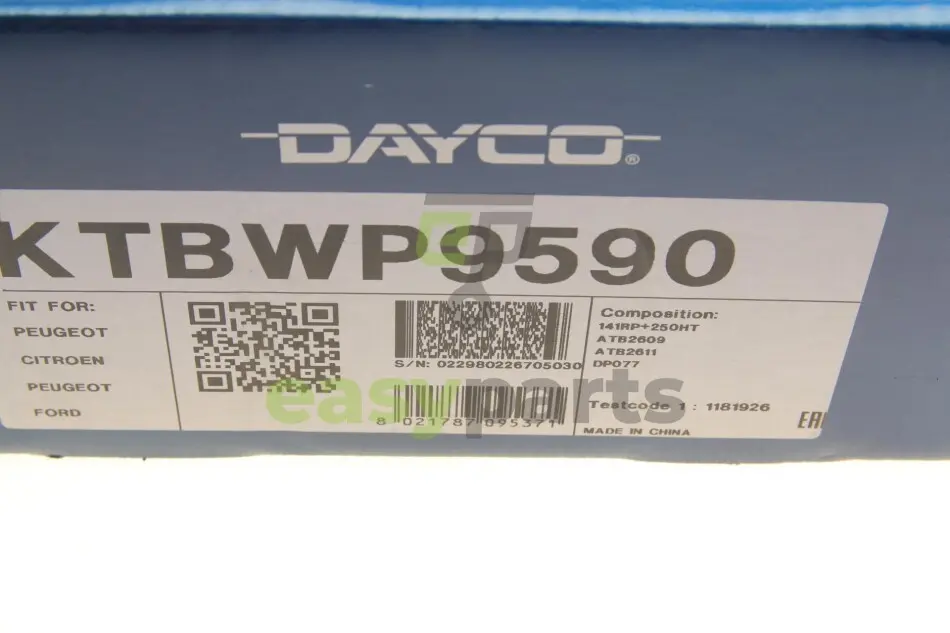 DAYCO®
KTBWP9590
FIT FOR:
PEUGEOT
CITROEN
PEUGEOT
FORD
S/N: 022980226705030
8 021787 095371
Composition:
141RP+250HT
ATB2609
ATB2611
DP077
Testcode 1 : 1181926
MADE IN CHINA
EAC
easyparts